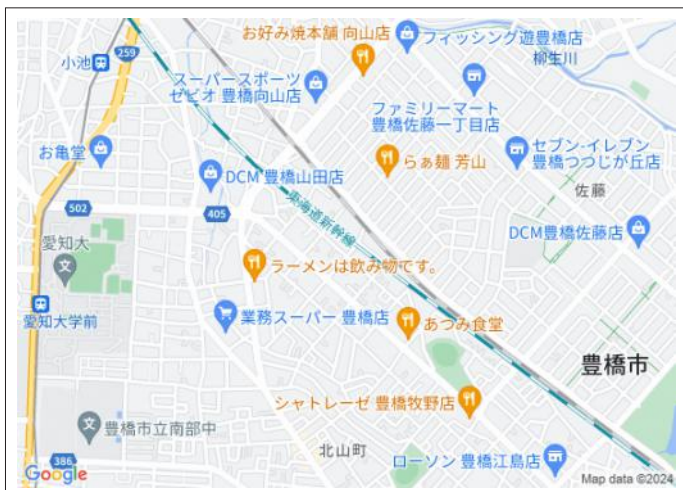 お好み焼本舗 向山店
フィッシング遊豊橋店
259
柳生川
小池
スーパースポーツ
ゼビオ 豊橋向山店
ファミリーマート
豊橋佐藤一丁目店
お亀堂
セブン-イレブン
豊橋つつじが丘店
らぁ麺 芳山
DCM 豊橋山田店
佐藤
502
405
東海道新幹線
DCM豊橋佐藤店
愛知大
ラーメンは飲み物です。
愛知大学前
業務スーパー 豊橋店
あつみ食堂
豊橋市
シャトレーゼ 豊橋牧野店
豊橋市立南部中
北山町
386
ローソン 豊橋江島店
Google
Map data ©2024